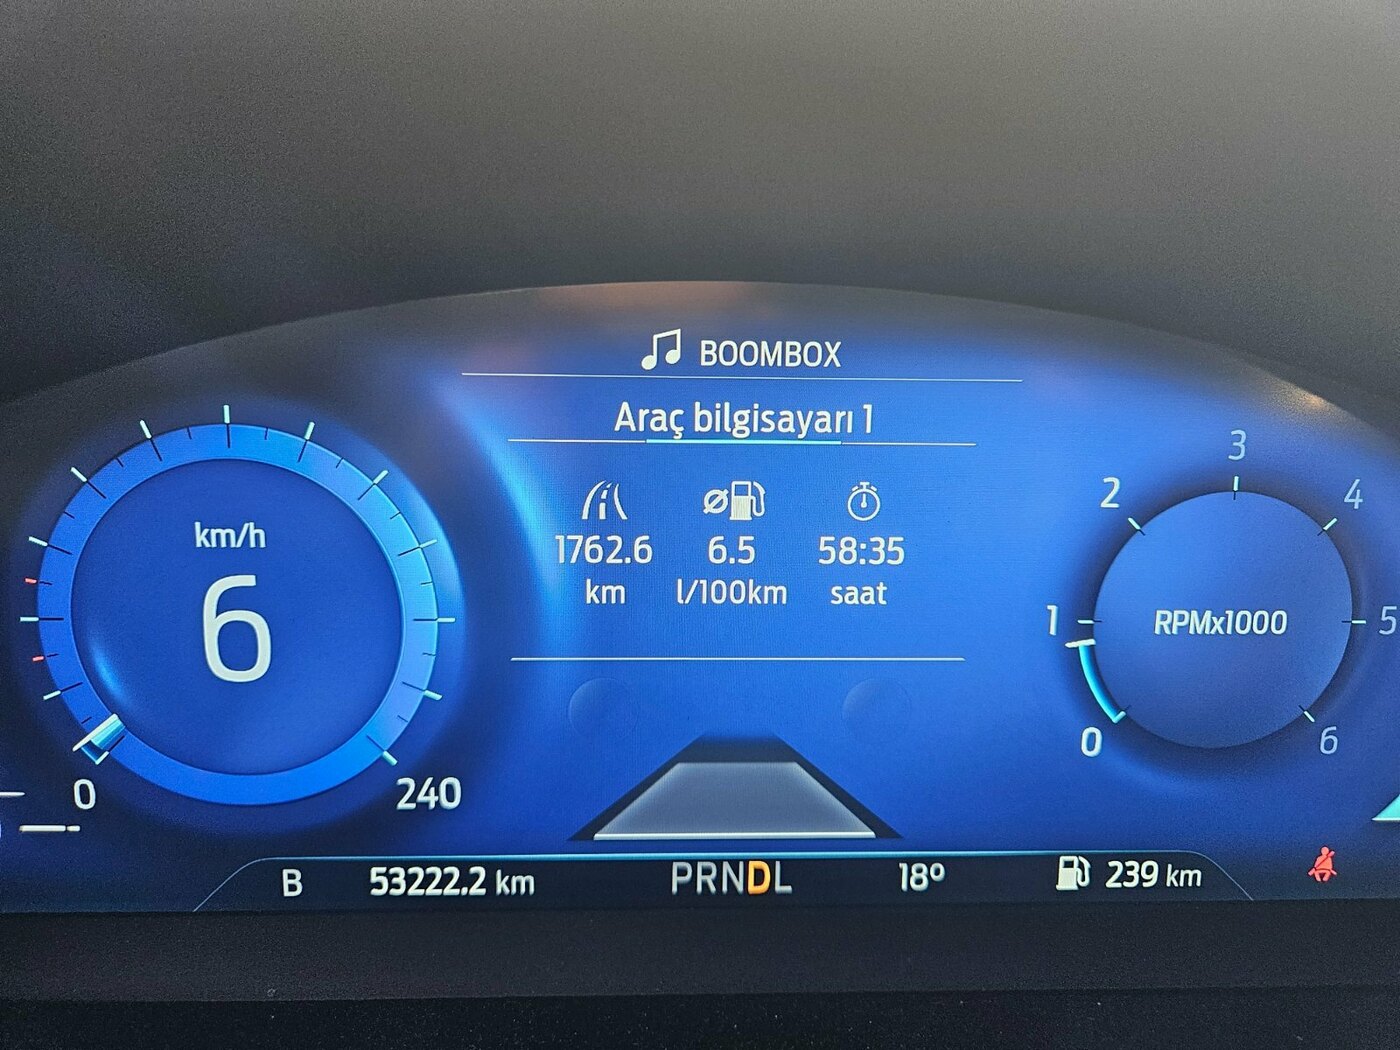 BOOMBOX
Araç bilgisayarı 1
1762.6 6.5 58:35
km l/100km saat
km/h
6
0 240
0 1 2 3 4 5 6
RPMx1000
B 53222.2 km PRNDL 18° 239 km